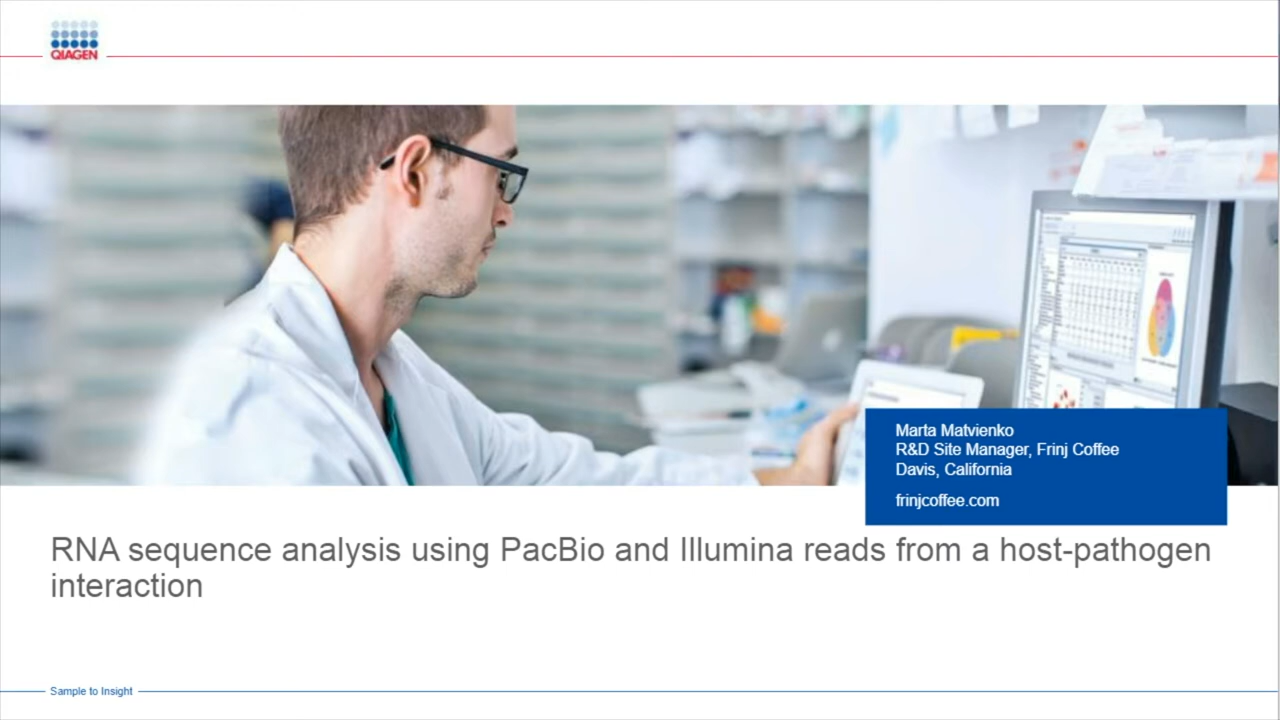 QIAGEN
Marta Matvienko
R&D Site Manager, Frinj Coffee
Davis, California
frinjcoffee.com
RNA sequence analysis using PacBio and Illumina reads from a host-pathogen
interaction
Sample to Insight